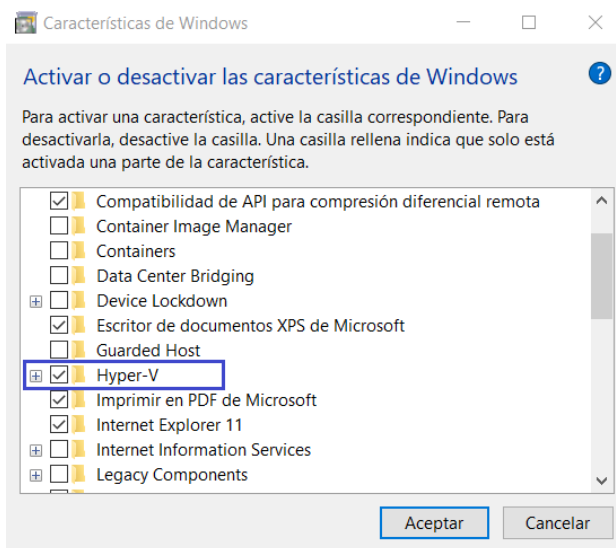 Características de Windows
Activar o desactivar las características de Windows
?
Para activar una característica, active la casilla correspondiente. Para
desactivarla, desactive la casilla. Una casilla rellena indica que solo está
activada una parte de la característica.
Compatibilidad de API para compresión diferencial remota
Container Image Manager
Containers
Data Center Bridging
Device Lockdown
Escritor de documentos XPS de Microsoft
Guarded Host
Hyper-V
Imprimir en PDF de Microsoft
Internet Explorer 11
Internet Information Services
Legacy Components
Aceptar Cancelar